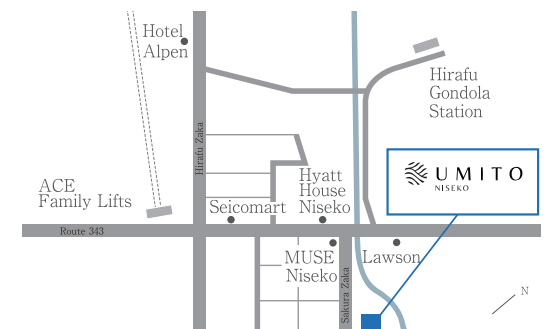 Hotel
Alpen
Hirafu
Gondola
Station
Hirafu Zaka
UMITO
NISEKO
ACE
Family Lifts
Hyatt
House
Niseko
Seicomart
Route 343
MUSE
Niseko
Lawson
Sakura Zaka
N